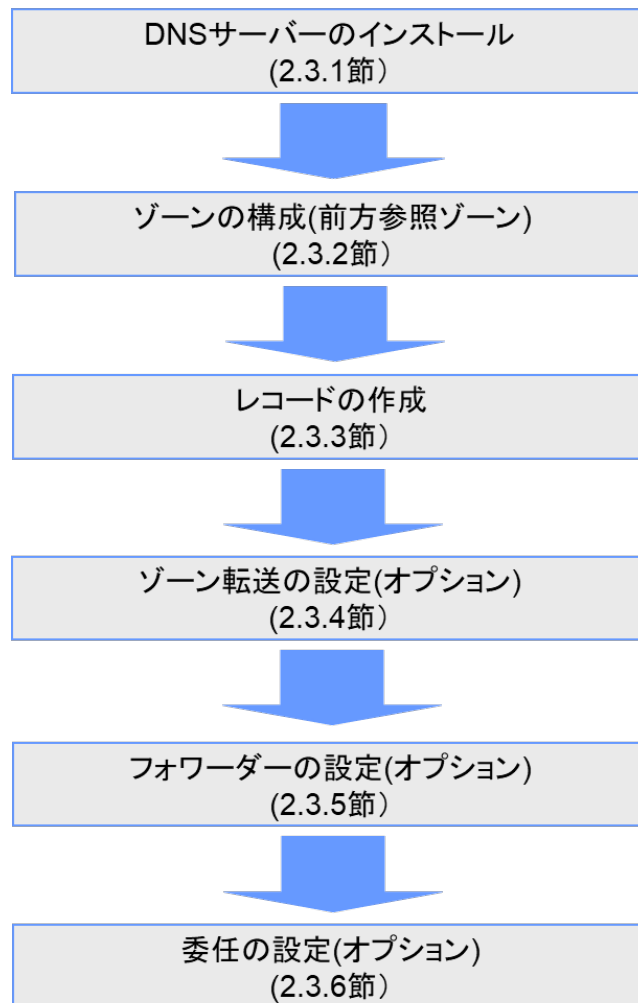 DNSサーバーのインストール
(2.3.1節）
ゾーンの構成(前方参照ゾーン)
(2.3.2節）
レコードの作成
(2.3.3節）
ゾーン転送の設定(オプション)
(2.3.4節）
フォワーダーの設定(オプション)
(2.3.5節）
委任の設定(オプション)
(2.3.6節）